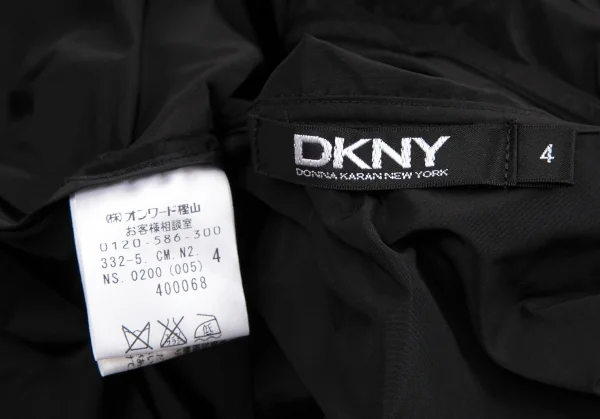 DKNY
DONNA KARAN NEW YORK
4
(株)オンワード樫山
お客様相談室
0120-586-300
332-5. CM. N2. 4
NS. 0200 (005)
400068